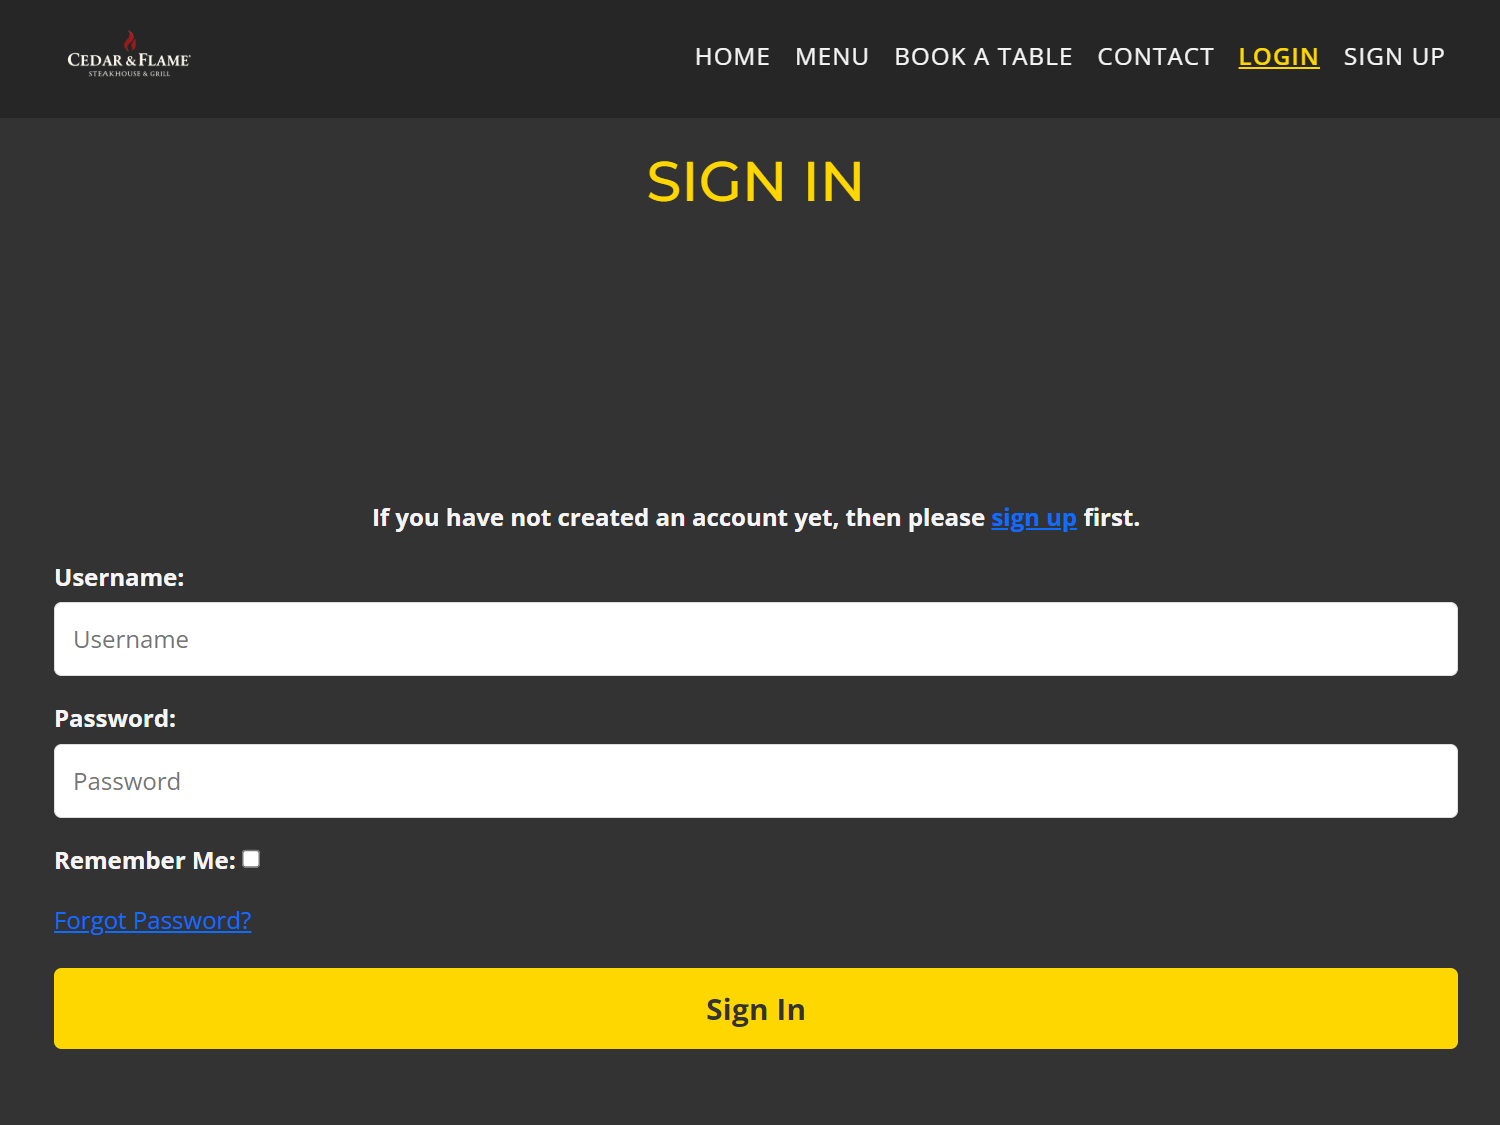 CEDAR & FLAME
STEAKHOUSE & GRILL
HOME MENU BOOK A TABLE CONTACT LOGIN SIGN UP
SIGN IN
If you have not created an account yet, then please sign up first.
Username:
Username
Password:
Password
Remember Me:
Forgot Password?
Sign In